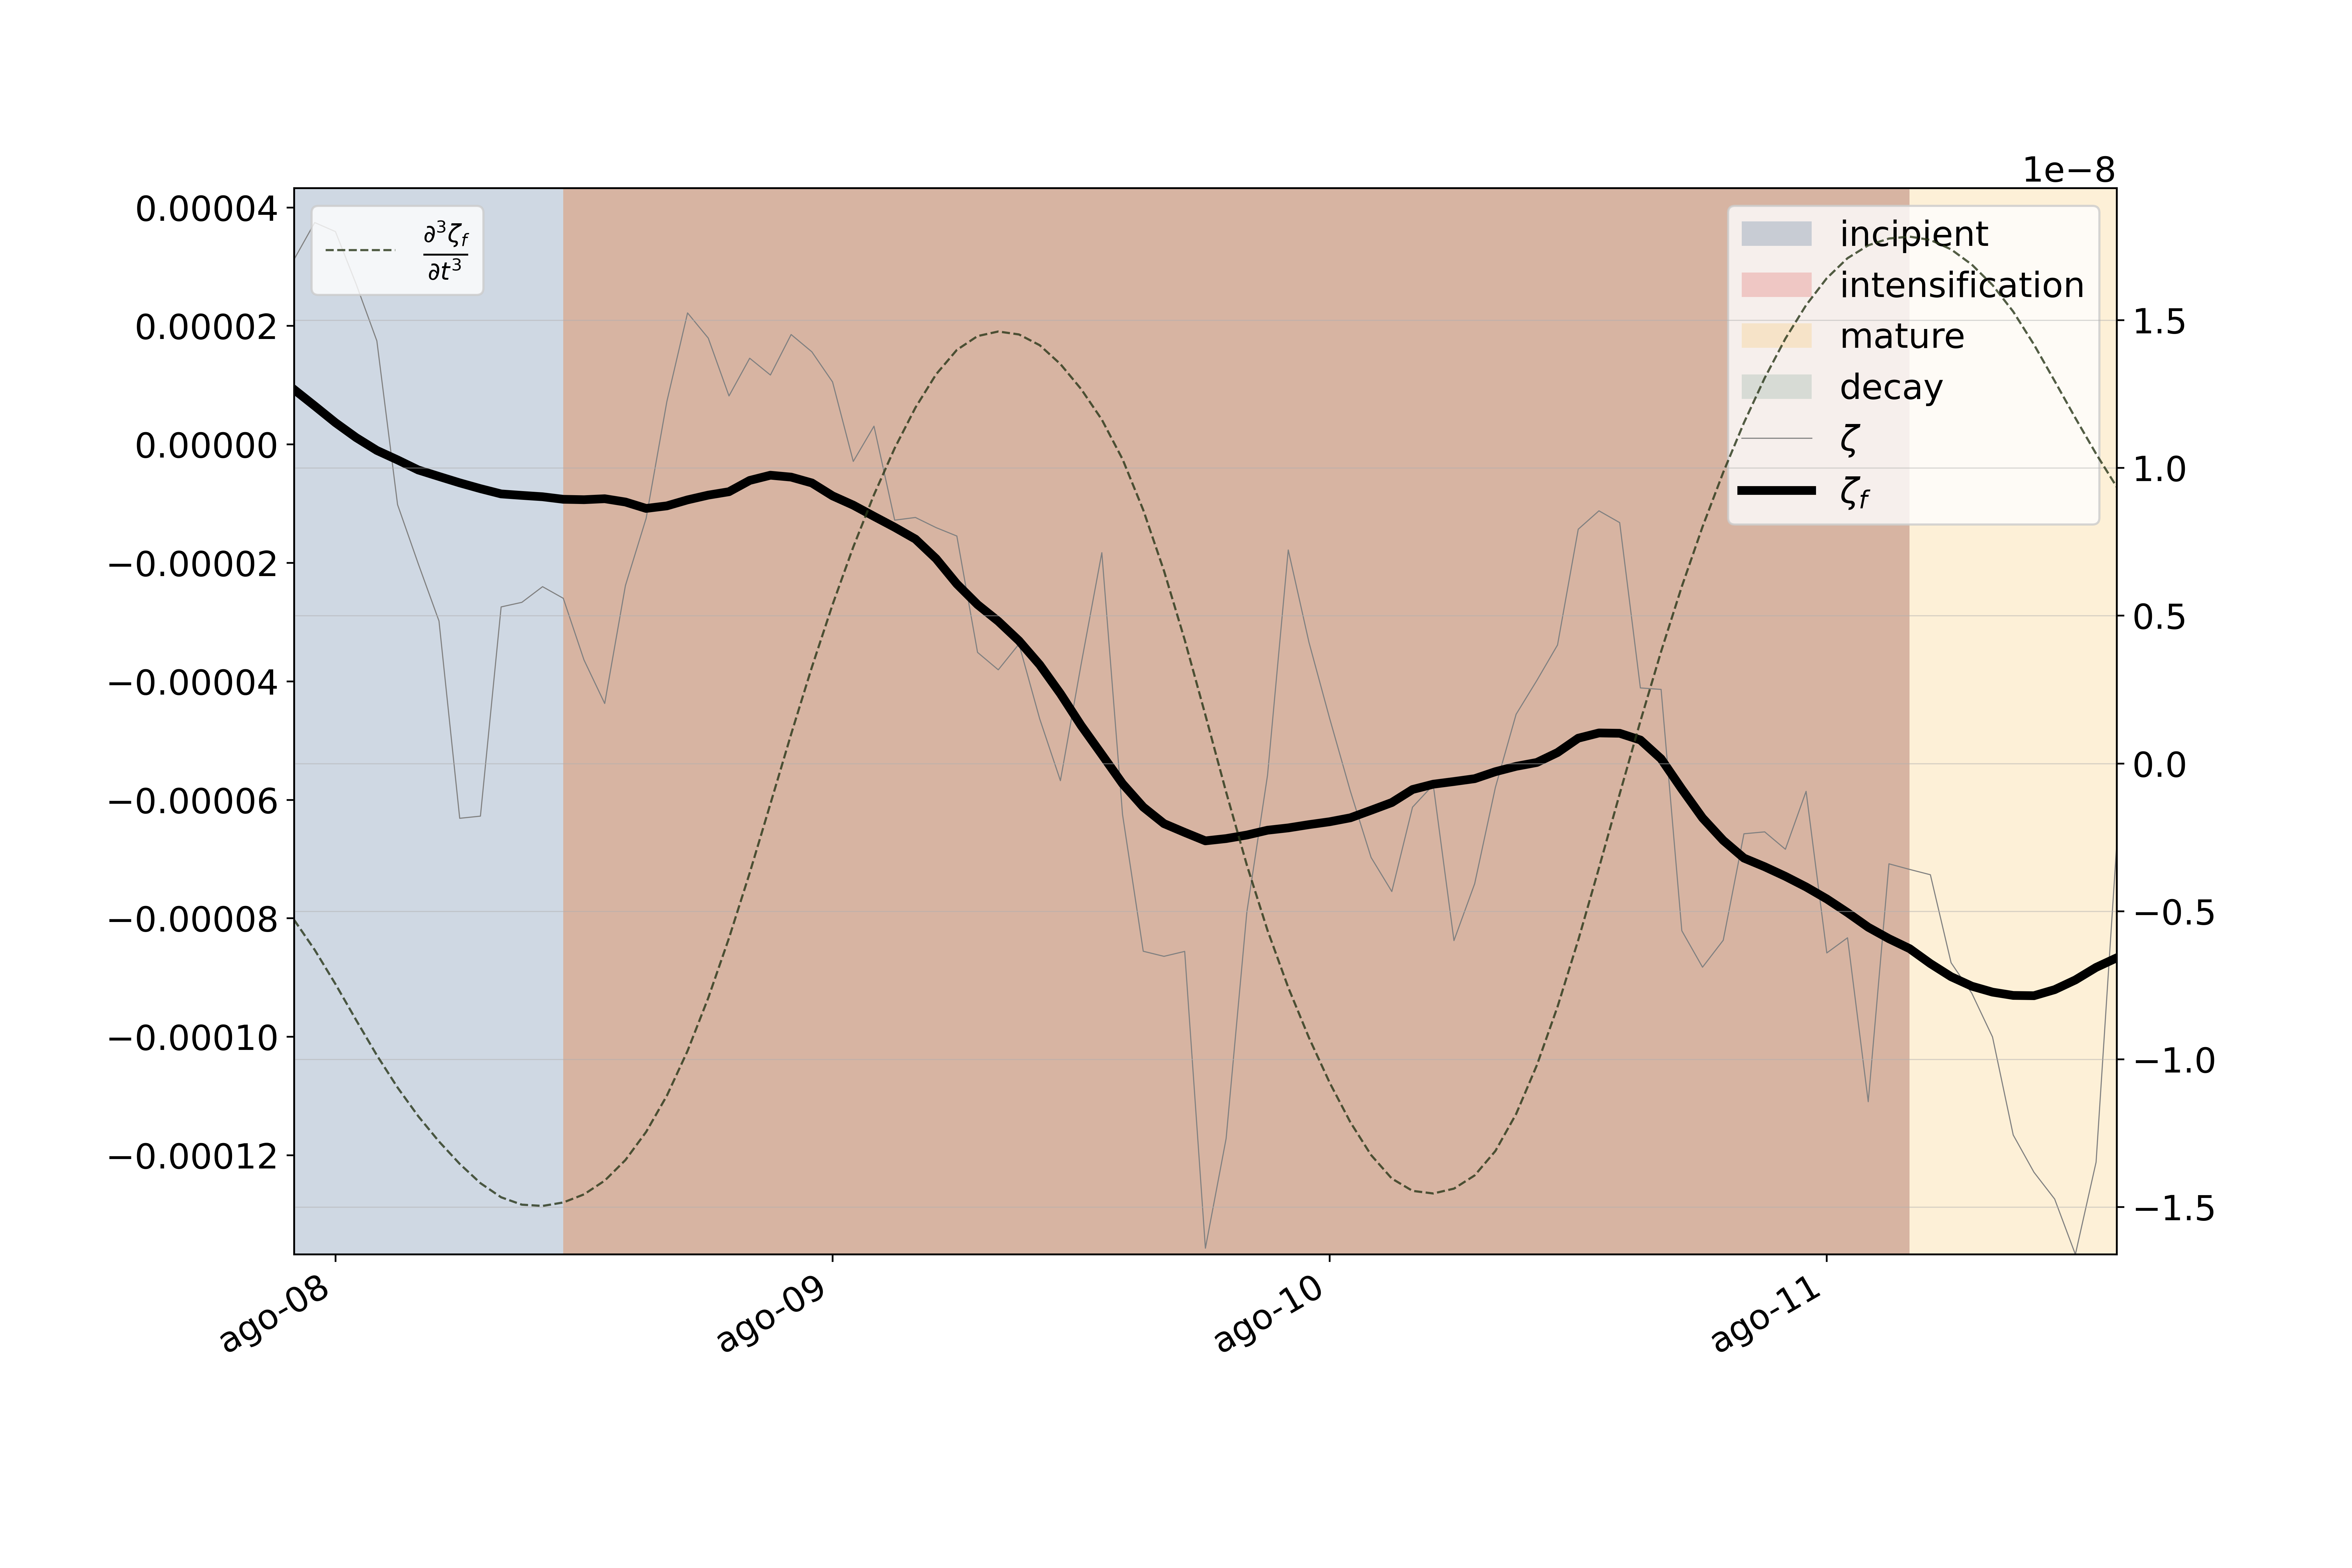 1e−8
0.00004
0.00002
0.00000
−0.00002
−0.00004
−0.00006
−0.00008
−0.00010
−0.00012
∂³ζf
∂t³
incipient
intensification
mature
decay
ζ
ζf
1.5
1.0
0.5
0.0
−0.5
−1.0
−1.5
ago-08
ago-09
ago-10
ago-11